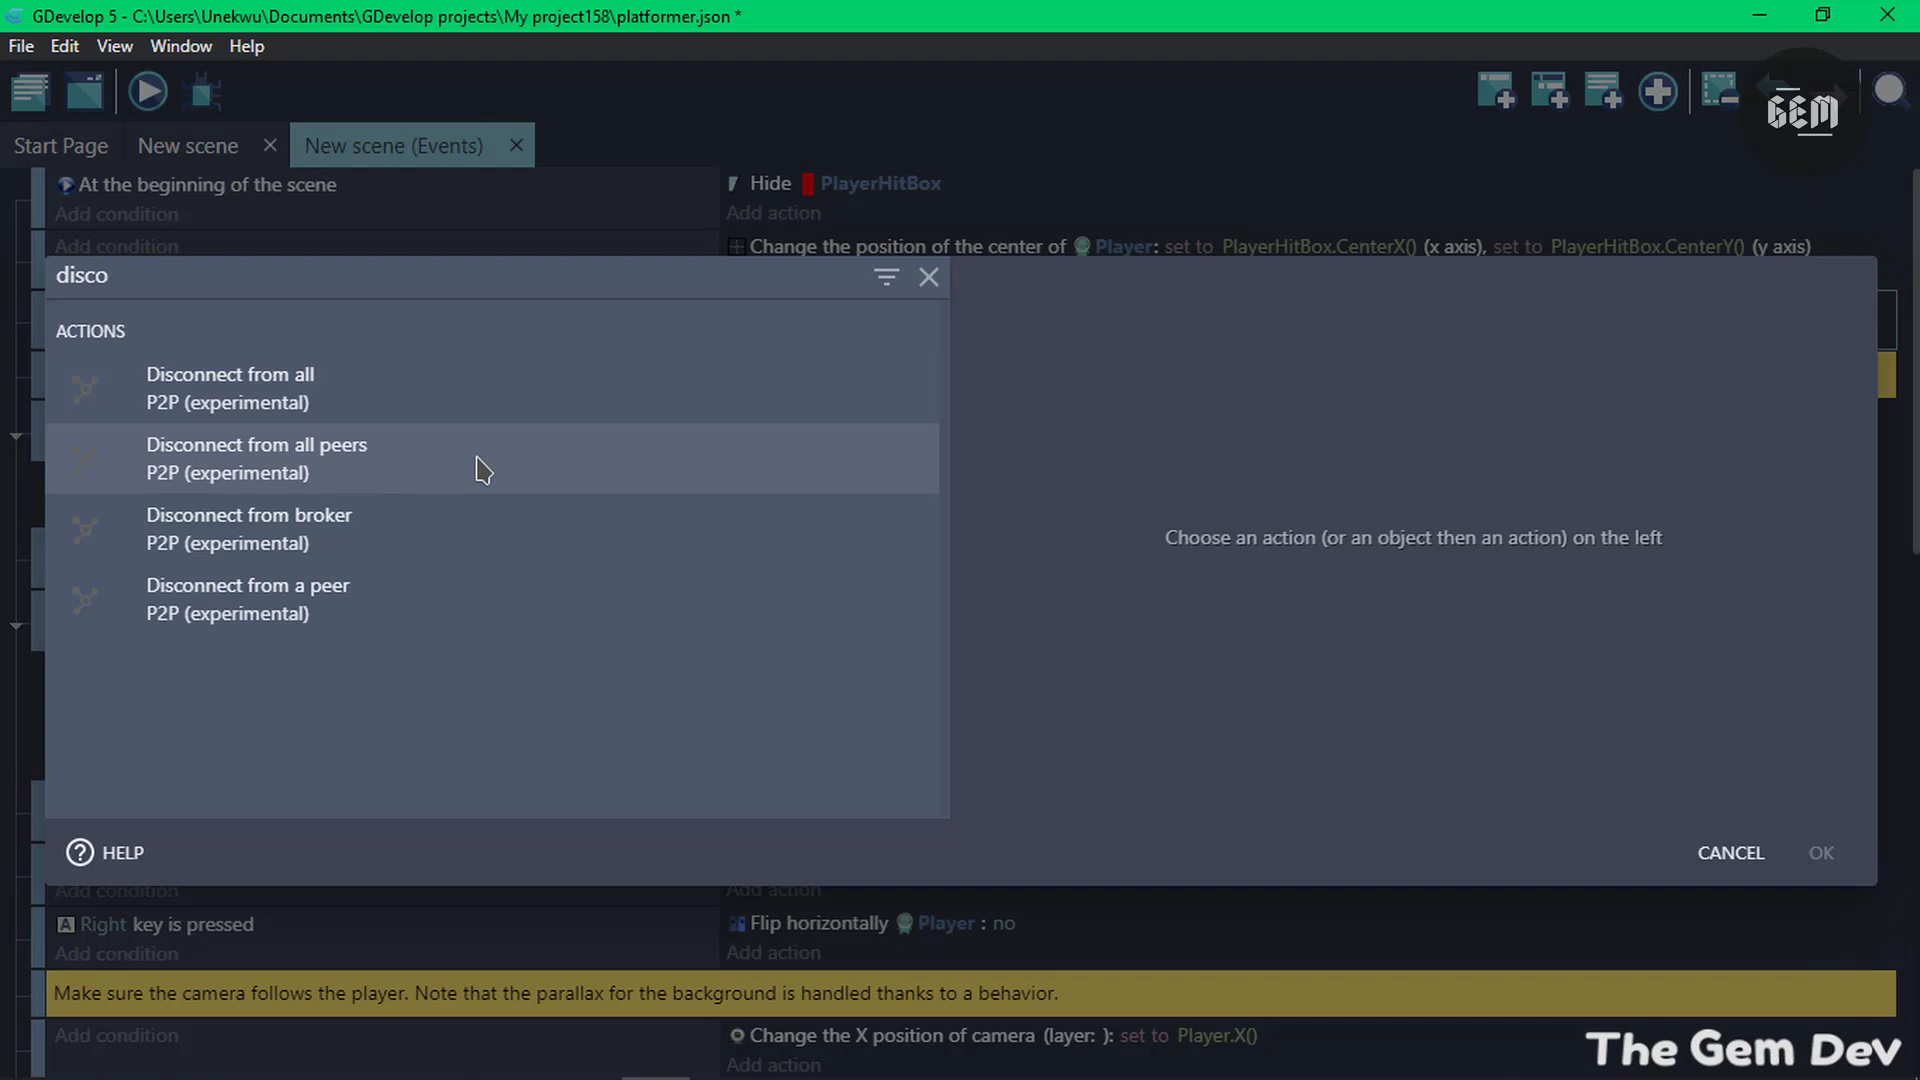 GDevelop 5 - C:\Users\Unekwu\Documents\GDevelop projects\My project158\platformer.json *
File Edit View Window Help
GEM
Start Page New scene New scene (Events)
At the beginning of the scene
Hide PlayerHitBox
Add condition
Add action
Add condition
Change the position of the center of Player: set to PlayerHitBox.CenterX() (x axis), set to PlayerHitBox.CenterY() (y axis)
disco
ACTIONS
Disconnect from all
P2P (experimental)
Disconnect from all peers
P2P (experimental)
Disconnect from broker
P2P (experimental)
Disconnect from a peer
P2P (experimental)
Choose an action (or an object then an action) on the left
? HELP
CANCEL OK
Add condition
Add action
A Right key is pressed
Flip horizontally Player : no
Add condition
Add action
Make sure the camera follows the player. Note that the parallax for the background is handled thanks to a behavior.
Add condition
Change the X position of camera (layer: ): set to Player.X()
Add action
The Gem Dev